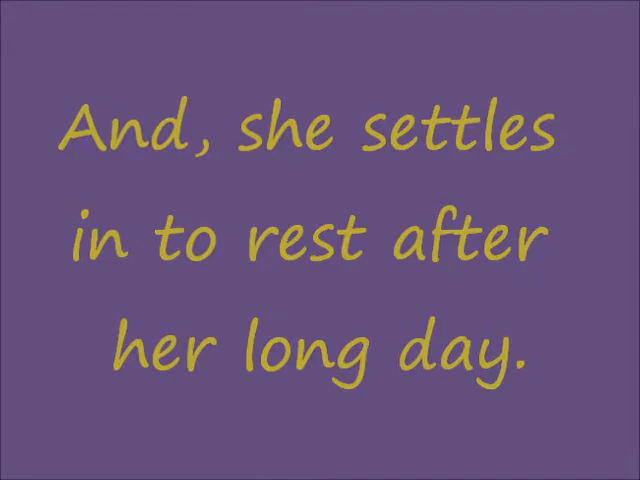 And, she settles
in to rest after
her long day.